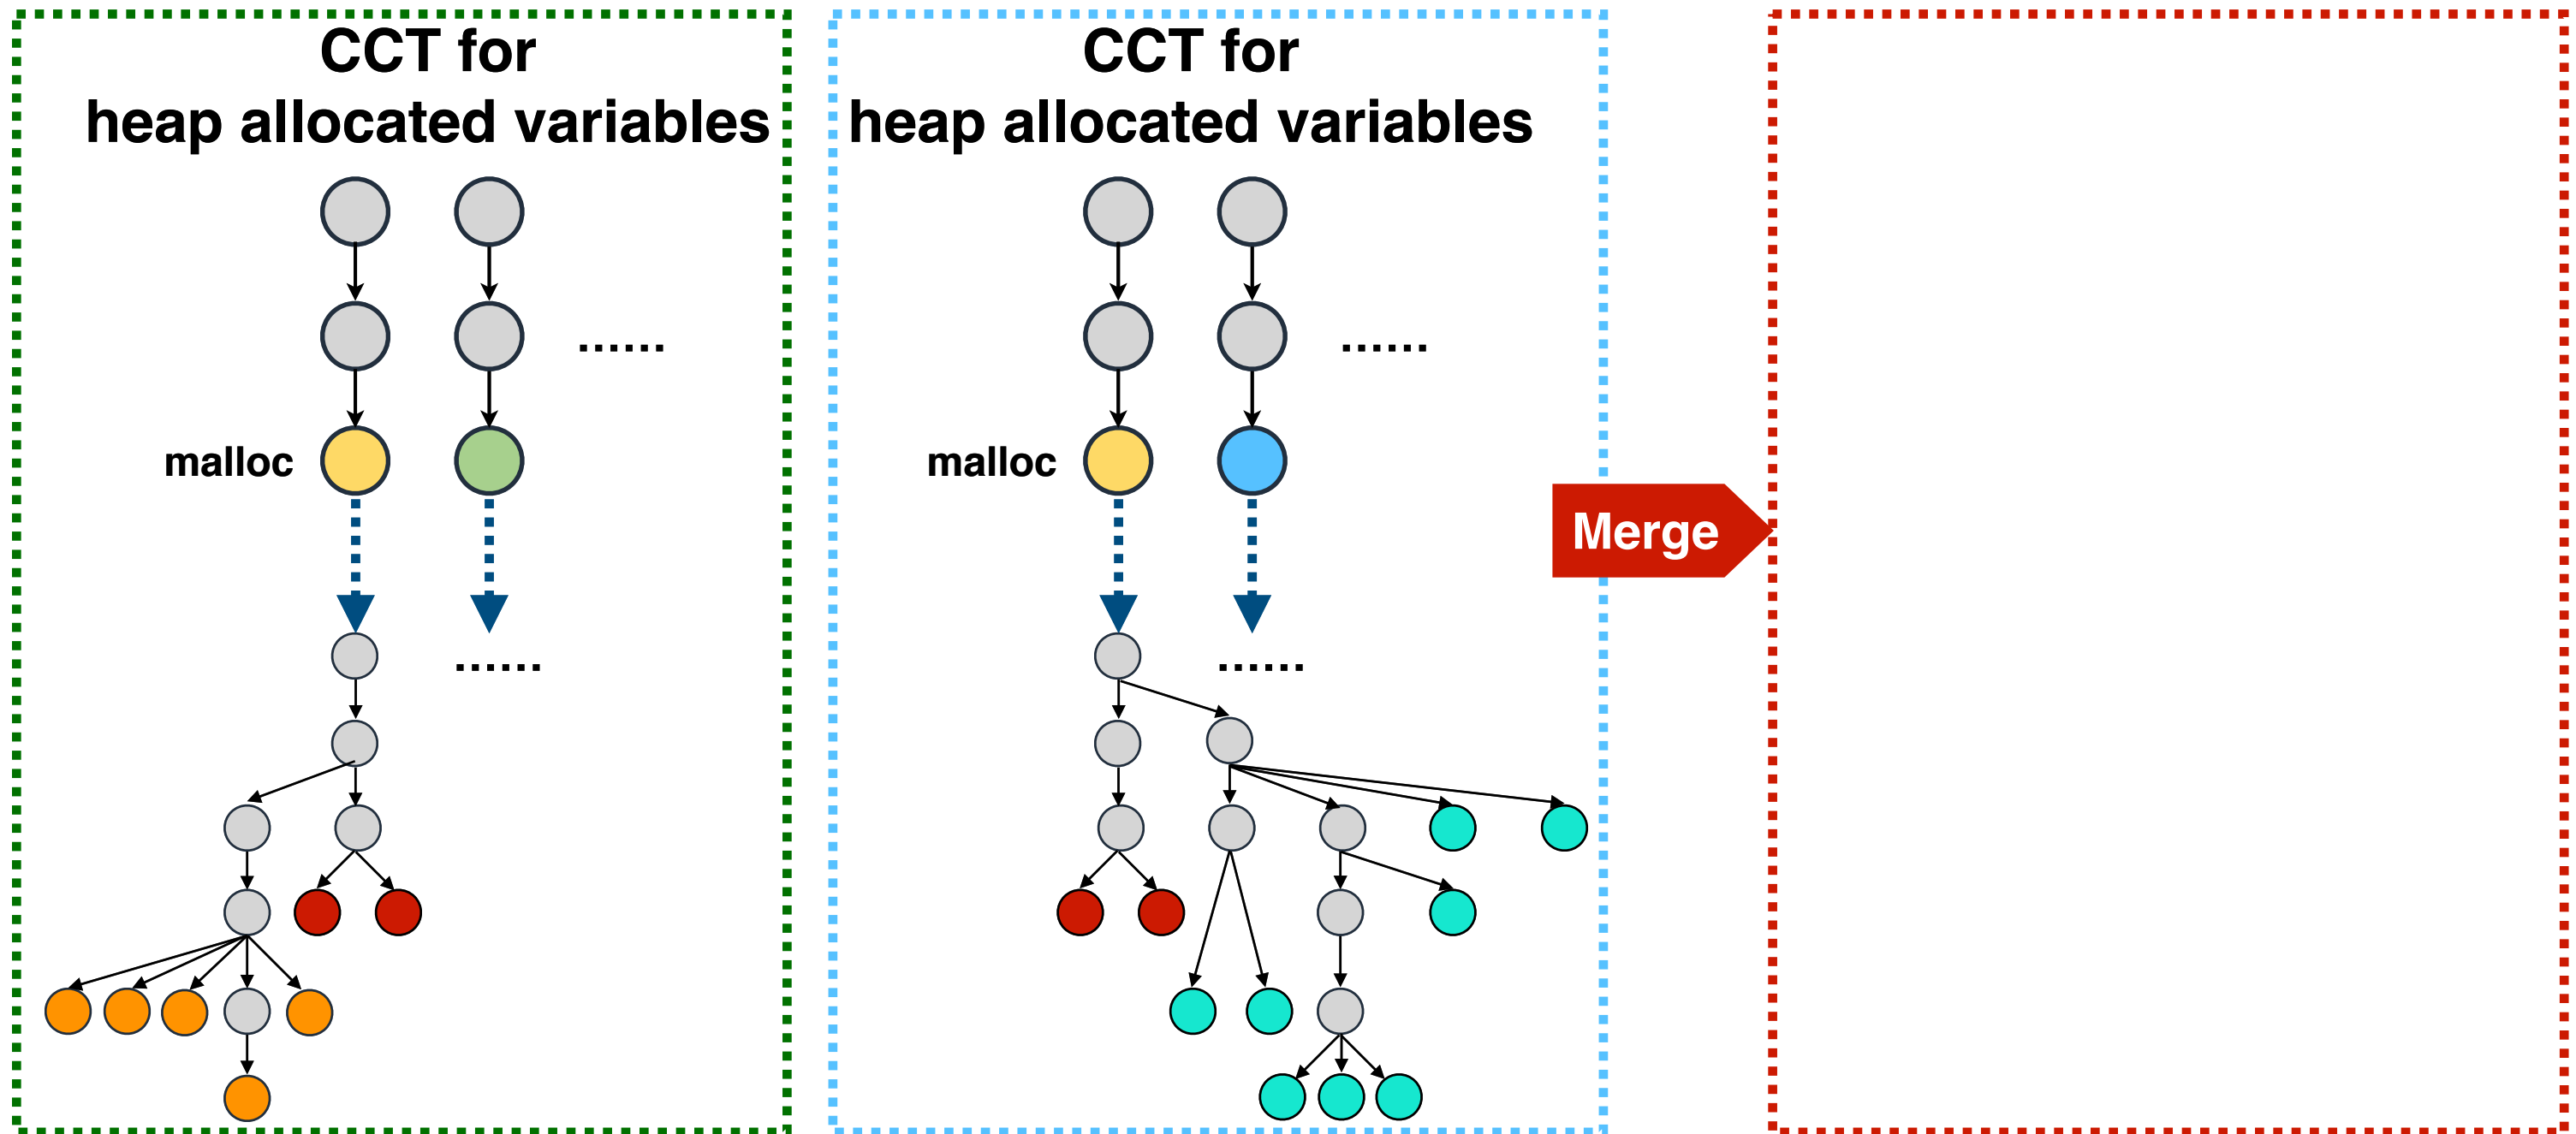 CCT for
heap allocated variables
......
malloc
......
CCT for
heap allocated variables
......
malloc
......
Merge